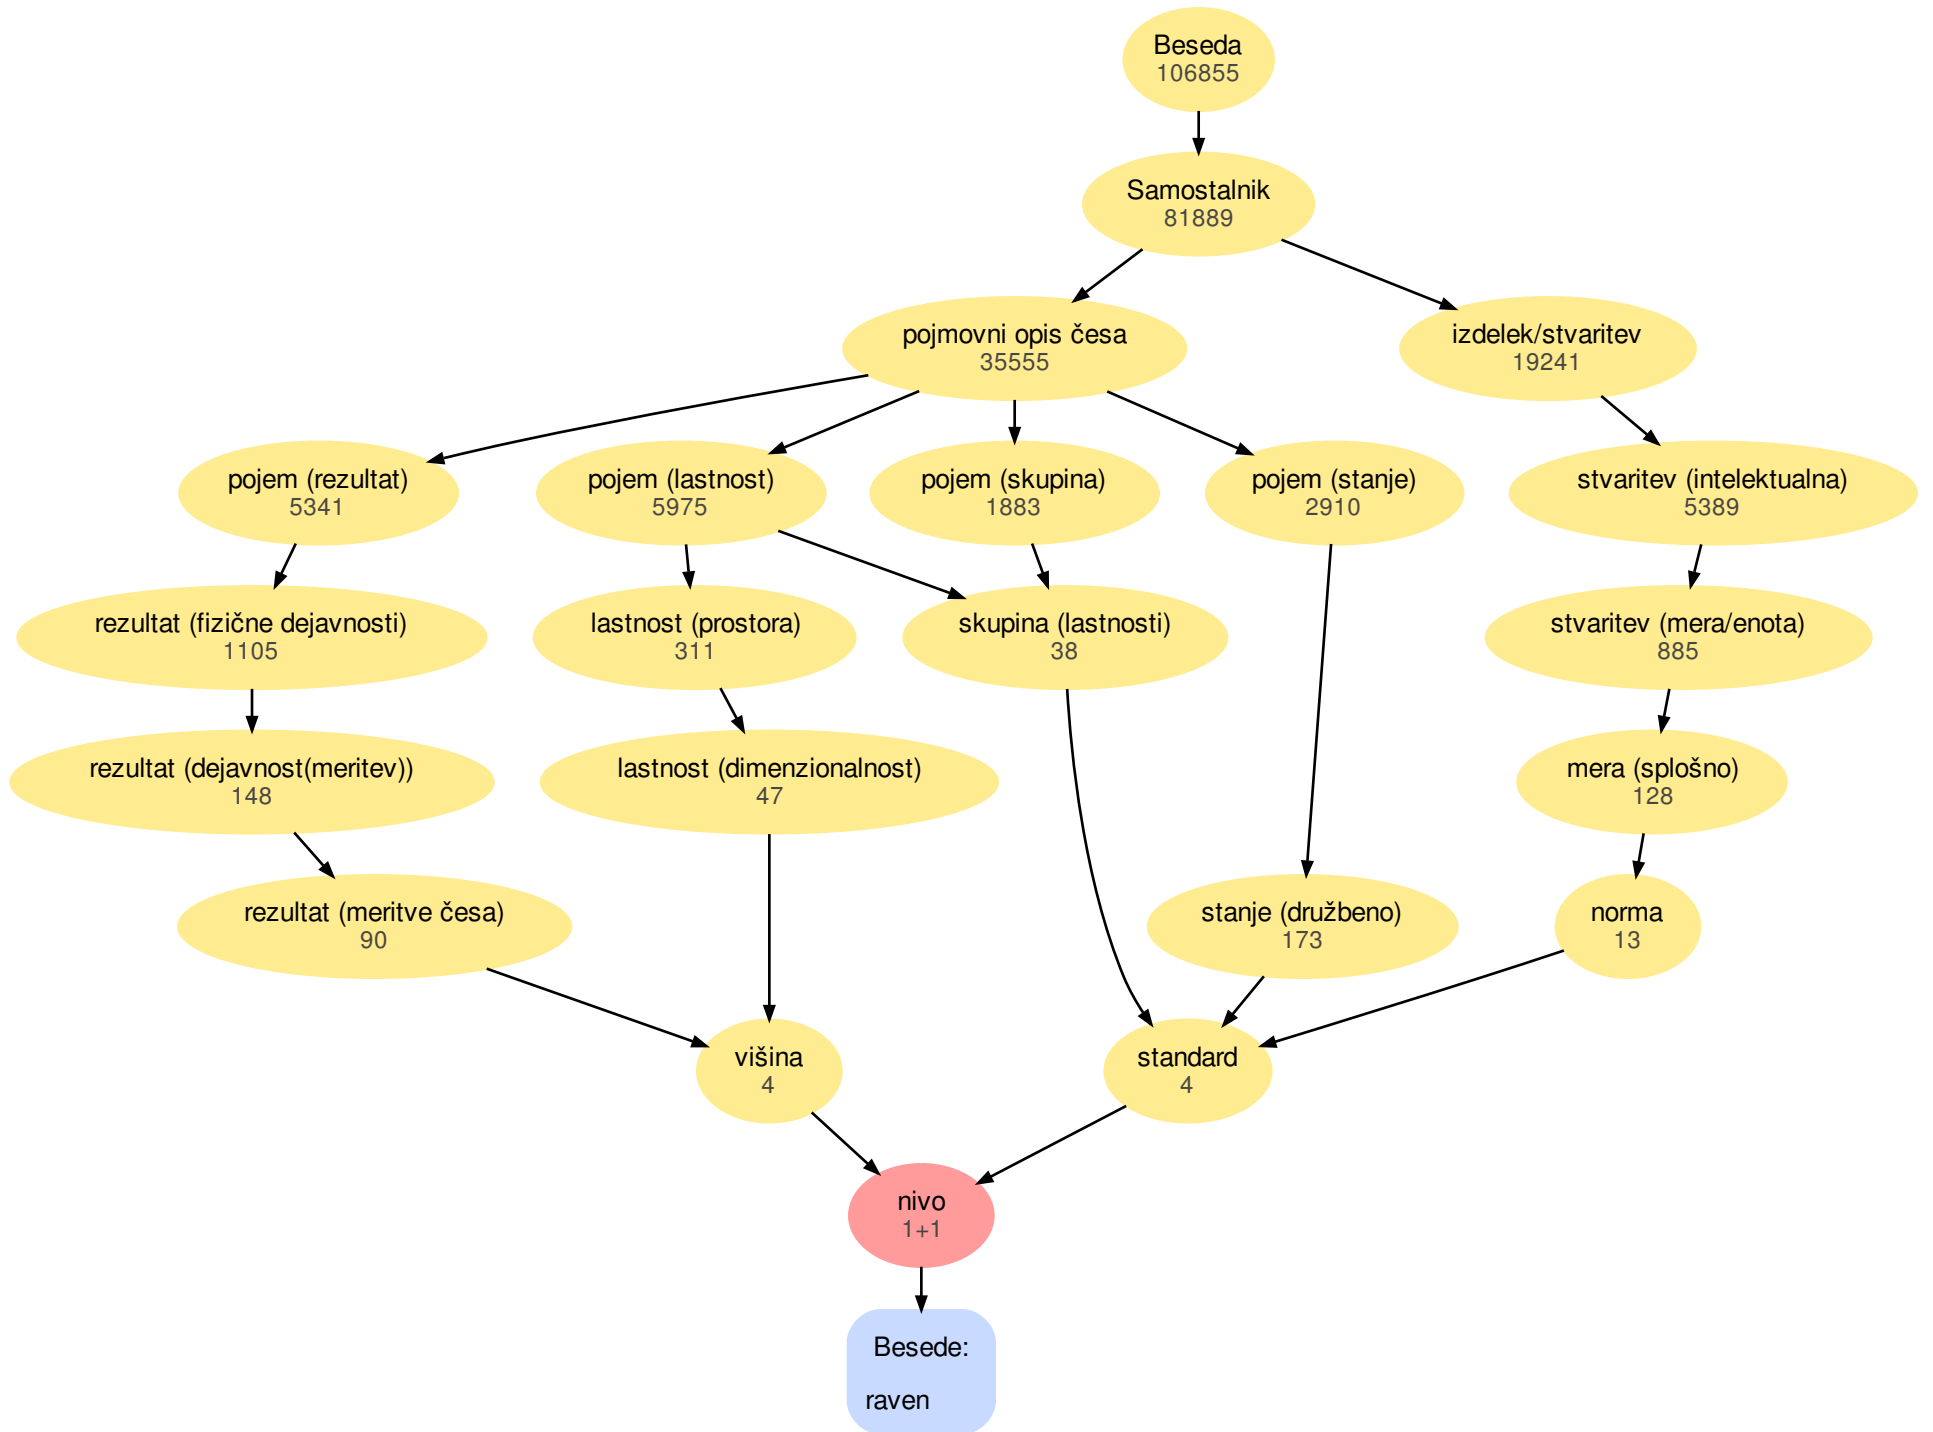 Beseda
106855
Samostalnik
81889
pojmovni opis česa
35555
izdelek/stvaritev
19241
pojem (rezultat)
5341
pojem (lastnost)
5975
pojem (skupina)
1883
pojem (stanje)
2910
stvaritev (intelektualna)
5389
rezultat (fizične dejavnosti)
1105
lastnost (prostora)
311
skupina (lastnosti)
38
stvaritev (mera/enota)
885
rezultat (dejavnost(meritev))
148
lastnost (dimenzionalnost)
47
mera (splošno)
128
rezultat (meritve česa)
90
stanje (družbeno)
173
norma
13
višina
4
standard
4
nivo
1+1
Besede:
raven